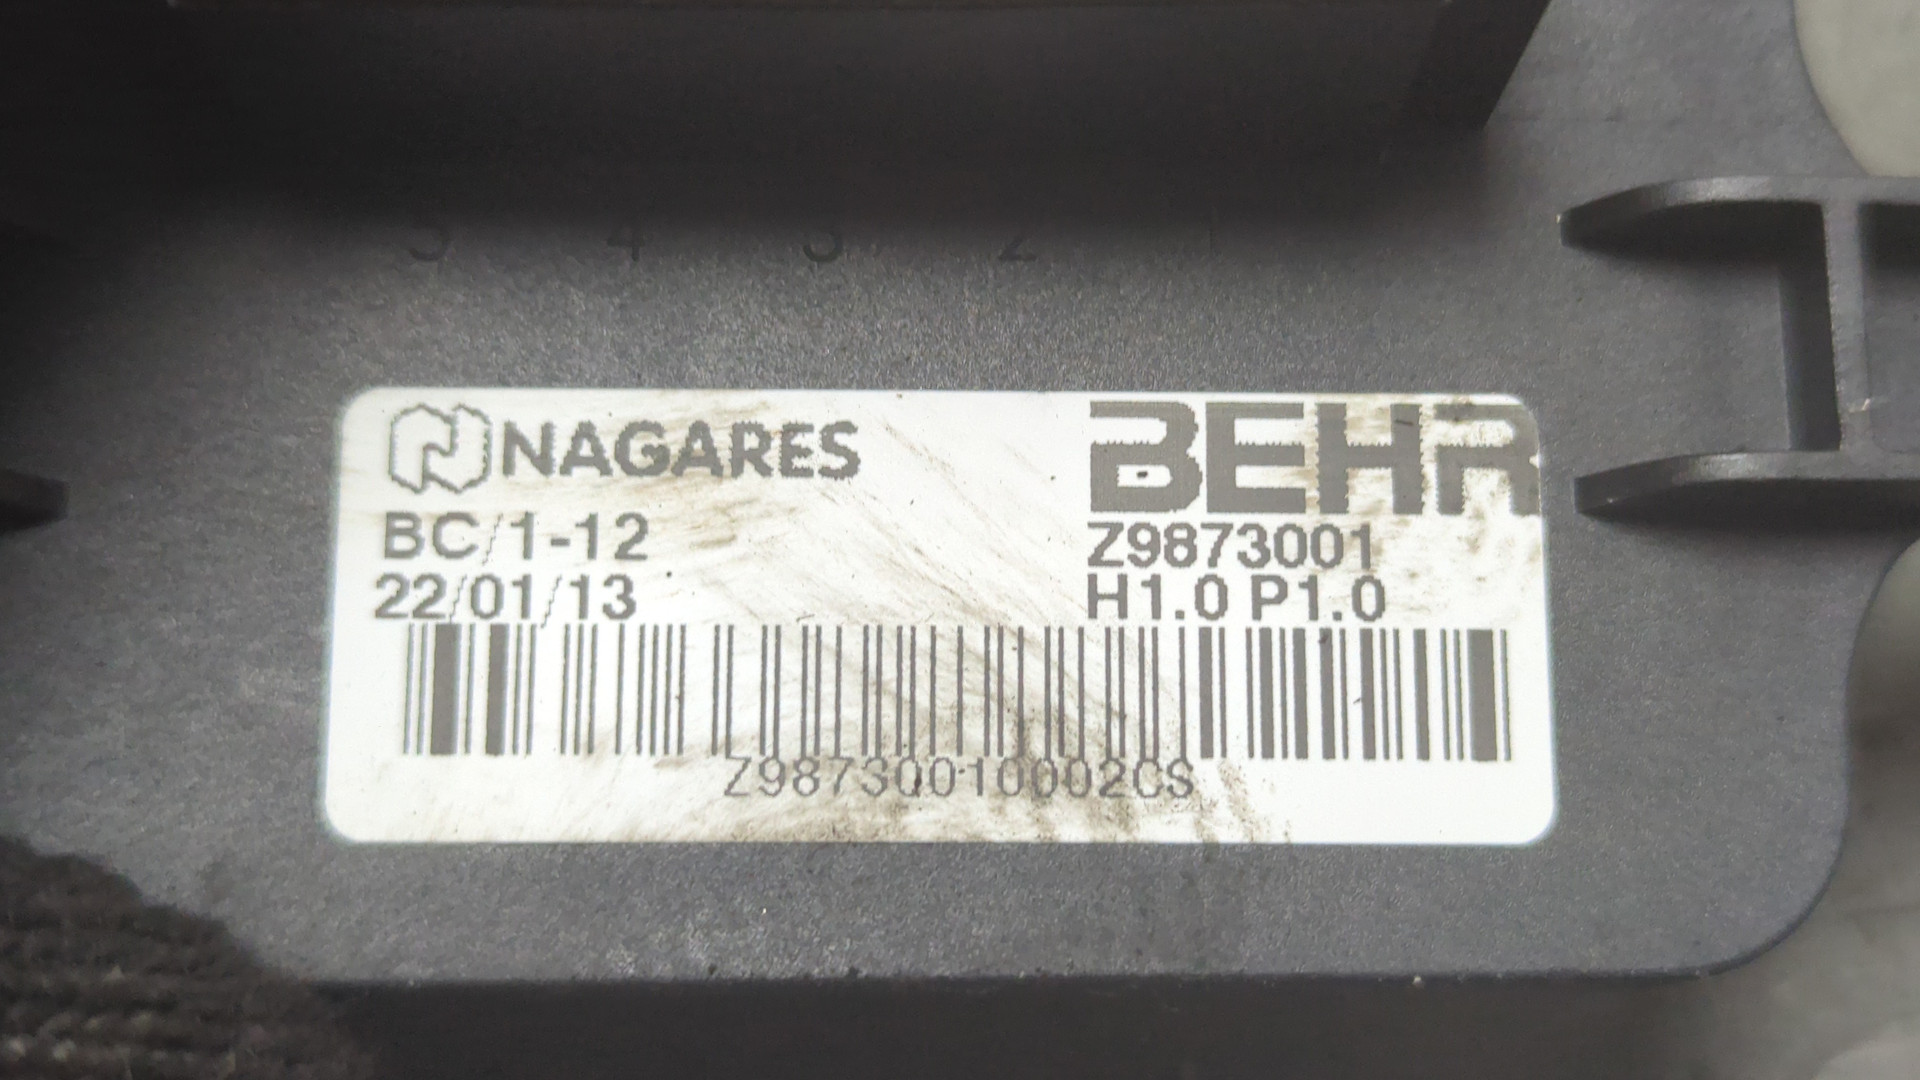 5 4 3 2 1
NAGARES BEHR
BC/1-12 Z9873001
22/01/13 H1.0 P1.0
Z98730010002CS